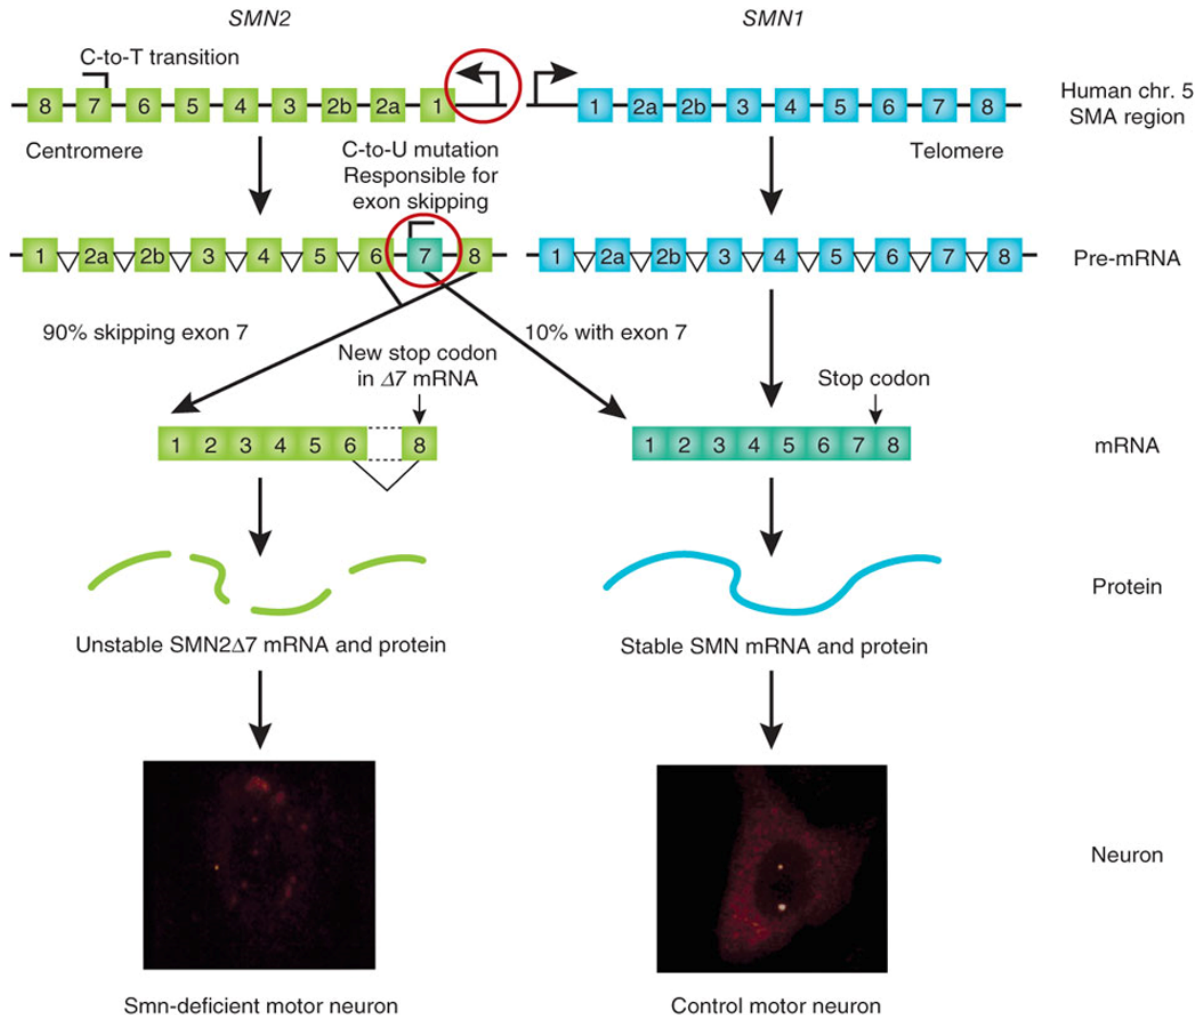 SMN2
SMN1
C-to-T transition
8 7 6 5 4 3 2b 2a 1
1 2a 2b 3 4 5 6 7 8
Human chr. 5
SMA region
Centromere
Telomere
C-to-U mutation
Responsible for
exon skipping
1 2a 2b 3 4 5 6 7 8
1 2a 2b 3 4 5 6 7 8
Pre-mRNA
90% skipping exon 7
10% with exon 7
New stop codon
in Δ7 mRNA
Stop codon
1 2 3 4 5 6 8
1 2 3 4 5 6 7 8
mRNA
Protein
Unstable SMN2Δ7 mRNA and protein
Stable SMN mRNA and protein
Neuron
Smn-deficient motor neuron
Control motor neuron